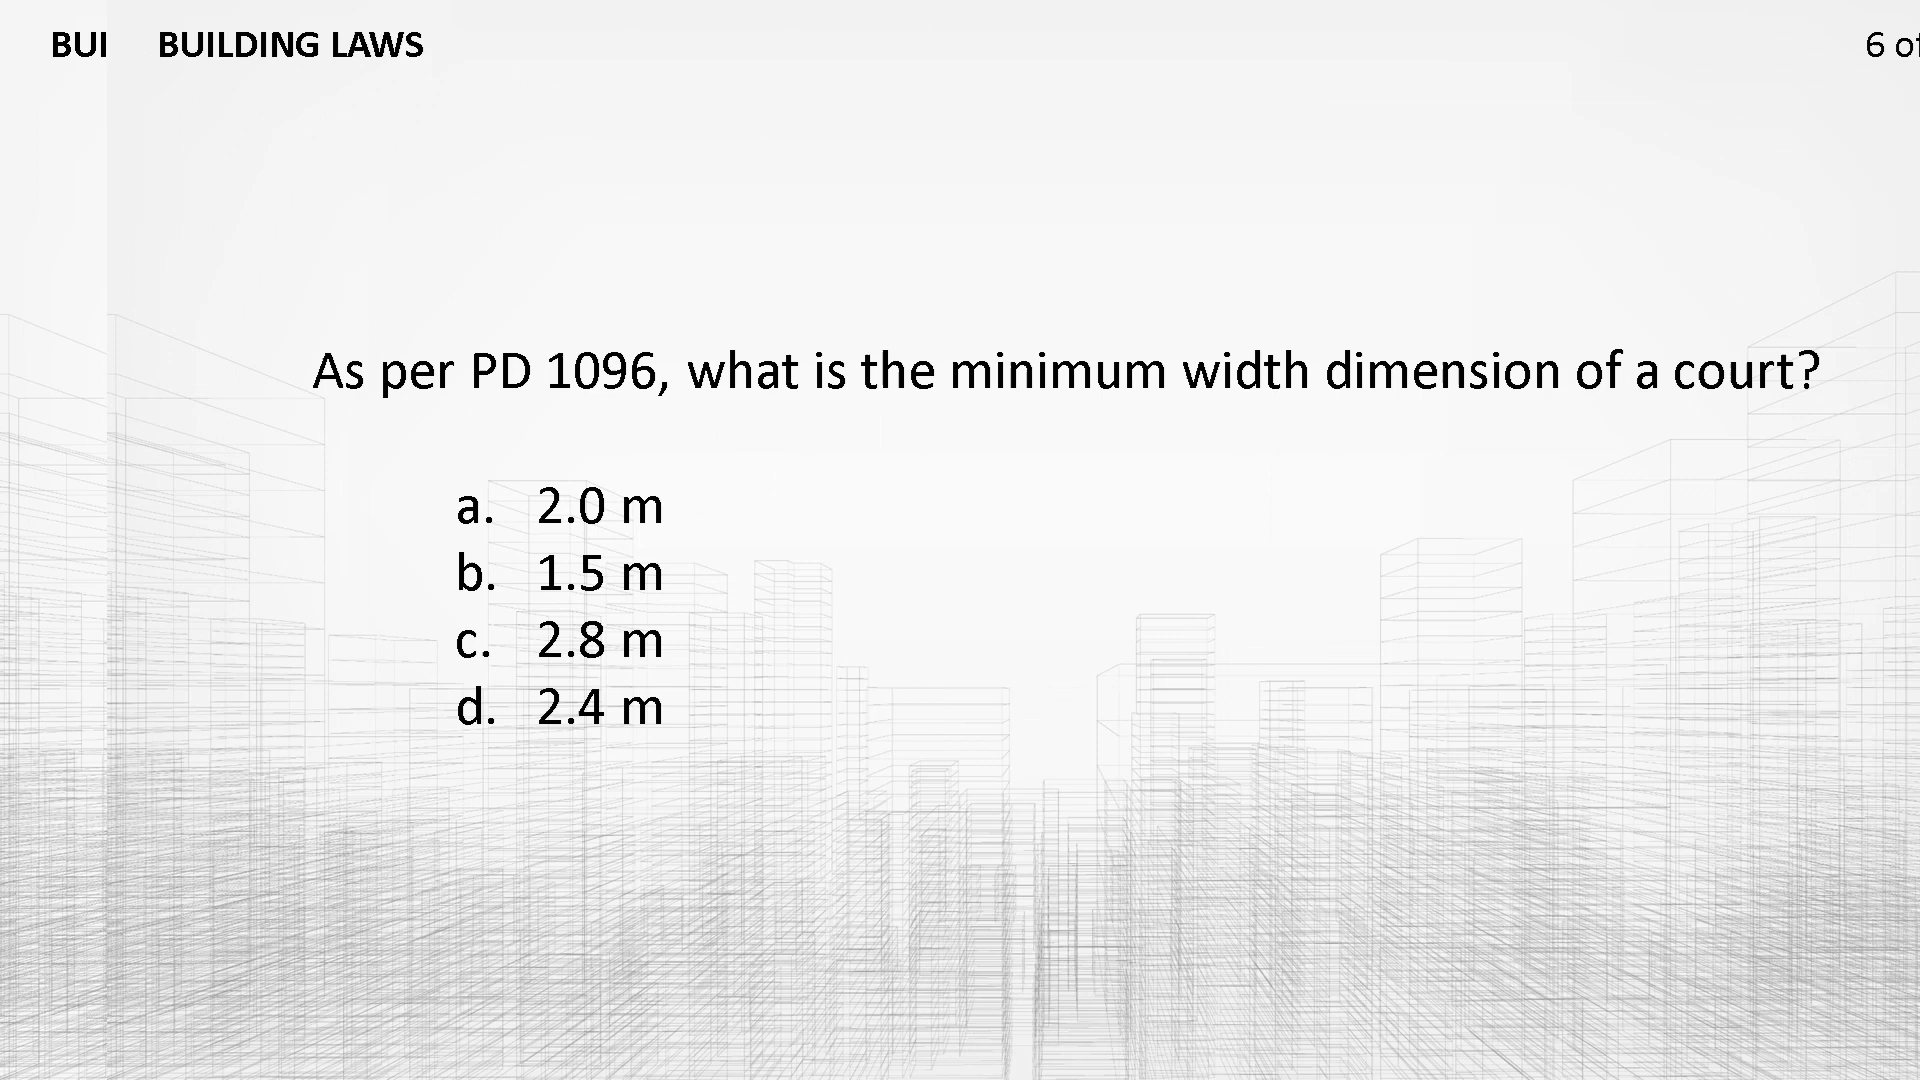 BUI BUILDING LAWS
6 of
As per PD 1096, what is the minimum width dimension of a court?
a. 2.0 m
b. 1.5 m
c. 2.8 m
d. 2.4 m